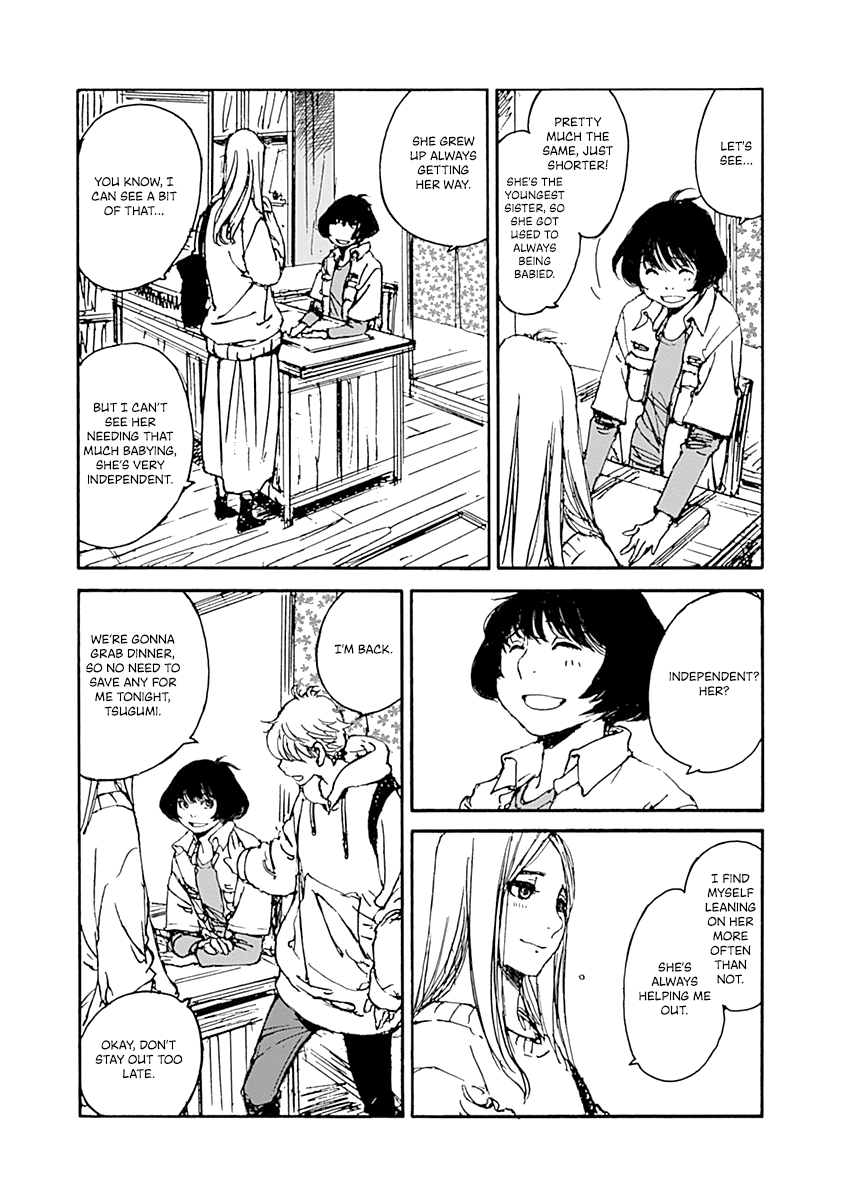 LET'S
SEE...
PRETTY
MUCH THE
SAME, JUST
SHORTER!
SHE'S THE
YOUNGEST
SISTER, SO
SHE GOT
USED TO
ALWAYS
BEING
BABIED.
SHE GREW
UP ALWAYS
GETTING
HER WAY.
YOU KNOW, I
CAN SEE A BIT
OF THAT...
BUT I CAN'T
SEE HER
NEEDING THAT
MUCH BABYING,
SHE'S VERY
INDEPENDENT.
INDEPENDENT?
HER?
I FIND
MYSELF
LEANING
ON HER
MORE
OFTEN
THAN
NOT.
SHE'S
ALWAYS
HELPING ME
OUT.
I'M BACK.
WE'RE GONNA
GRAB DINNER,
SO NO NEED TO
SAVE ANY FOR
ME TONIGHT,
TSUGUMI.
OKAY, DON'T
STAY OUT TOO
LATE.